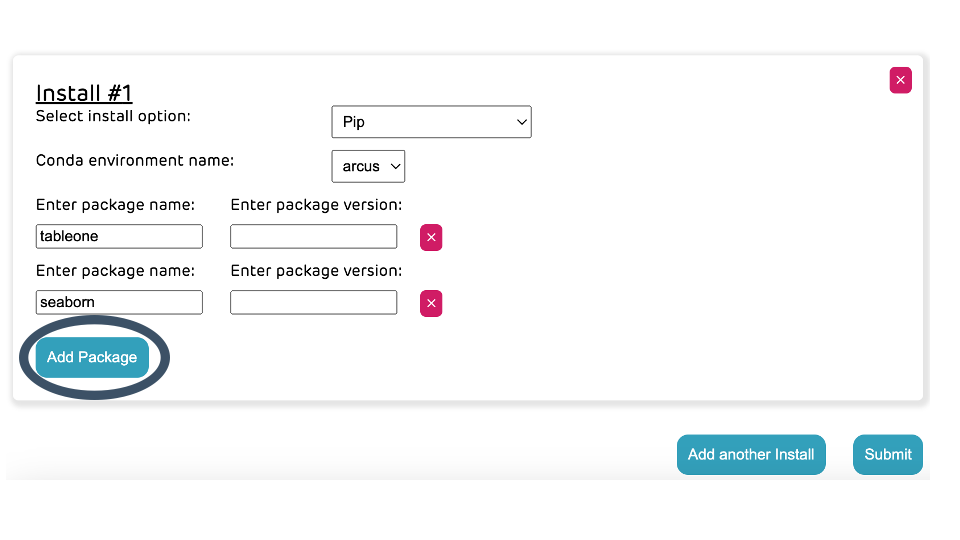 Install #1
Select install option:
Pip
Conda environment name:
arcus
Enter package name: Enter package version:
tableone
Enter package name: Enter package version:
seaborn
Add Package
Add another Install Submit